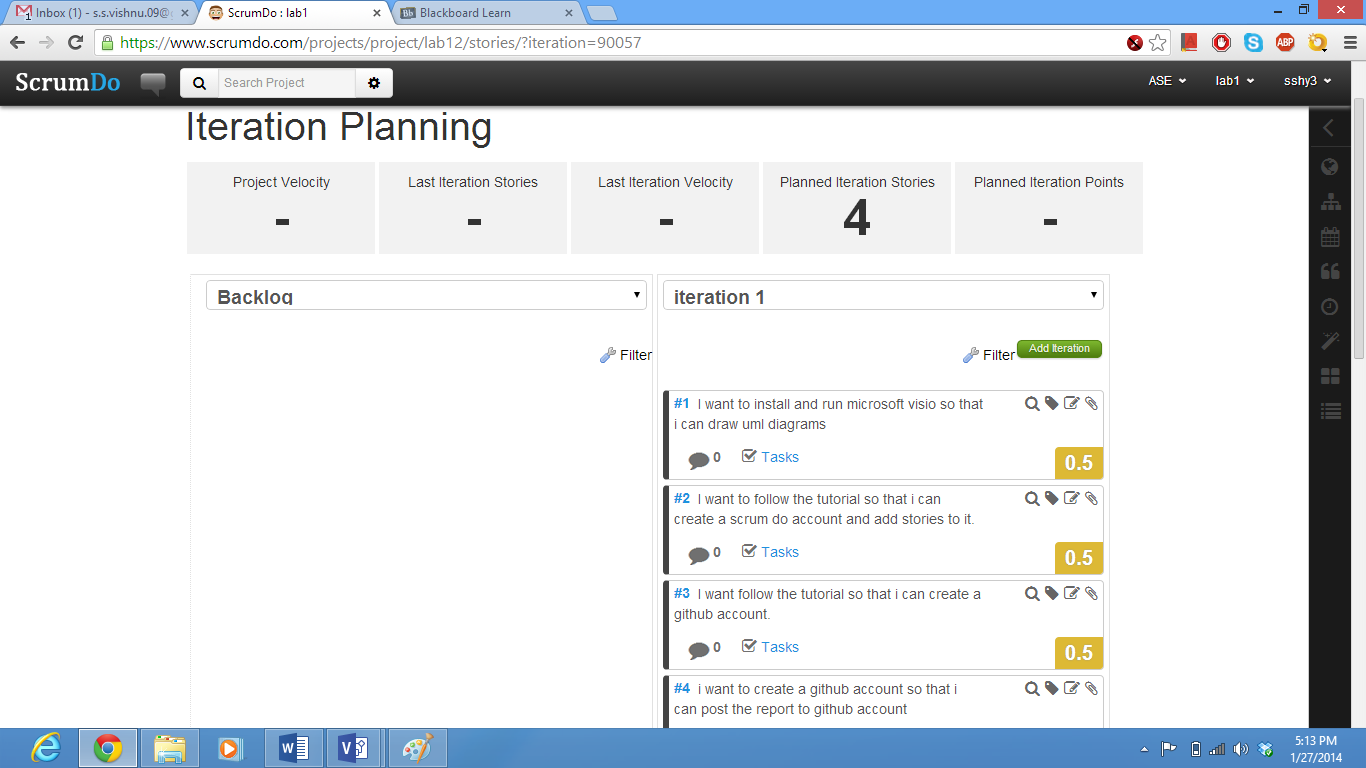 Inbox (1) - s.s.vishnu.09@
ScrumDo : lab1
Blackboard Learn
https://www.scrumdo.com/projects/project/lab12/stories/?iteration=90057
ABP
ScrumDo
Search Project
ASE
lab1
sshy3
Iteration Planning
Project Velocity
-
Last Iteration Stories
-
Last Iteration Velocity
-
Planned Iteration Stories
4
Planned Iteration Points
-
Backlog
Filter
iteration 1
Filter
Add Iteration
#1 I want to install and run microsoft visio so that
i can draw uml diagrams
0 Tasks
0.5
#2 I want to follow the tutorial so that i can
create a scrum do account and add stories to it.
0 Tasks
0.5
#3 I want follow the tutorial so that i can create a
github account.
0 Tasks
0.5
#4 i want to create a github account so that i
can post the report to github account
5:13 PM
1/27/2014